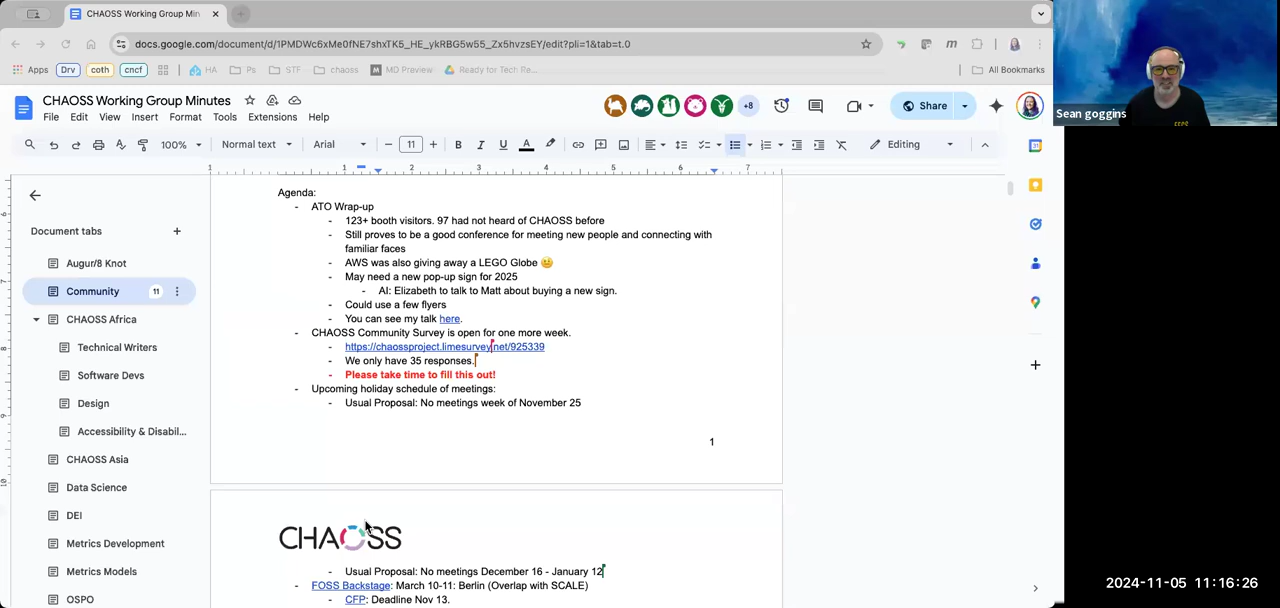 CHAOSS Working Group Min
docs.google.com/document/d/1PMDWc6xMe0fNE7shxTK5_HE_ykRBG5w55_Zx5hvzsEY/edit?pli=1&tab=t.0
Apps
Drv
coth
cncf
HA
Ps
STF
chaoss
MD Preview
Ready for Tech Re...
All Bookmarks
Sean goggins
CHAOSS Working Group Minutes
+8
Share
File Edit View Insert Format Tools Extensions Help
100%
Normal text
Arial
11
Editing
1 1 2 3 4 5 6 7
Document tabs
Augur/8 Knot
Community
11
CHAOSS Africa
Technical Writers
Software Devs
Design
Accessibility & Disabil...
CHAOSS Asia
Data Science
DEI
Metrics Development
Metrics Models
OSPO
Agenda:
- ATO Wrap-up
- 123+ booth visitors. 97 had not heard of CHAOSS before
- Still proves to be a good conference for meeting new people and connecting with
familiar faces
- AWS was also giving away a LEGO Globe 😐
- May need a new pop-up sign for 2025
- AI: Elizabeth to talk to Matt about buying a new sign.
- Could use a few flyers
- You can see my talk here.
- CHAOSS Community Survey is open for one more week.
- https://chaossproject.limesurvey.net/925339
- We only have 35 responses.
- Please take time to fill this out!
- Upcoming holiday schedule of meetings:
- Usual Proposal: No meetings week of November 25
1
CHAOSS
- Usual Proposal: No meetings December 16 - January 12
- FOSS Backstage: March 10-11: Berlin (Overlap with SCALE)
- CFP: Deadline Nov 13.
2024-11-05 11:16:26